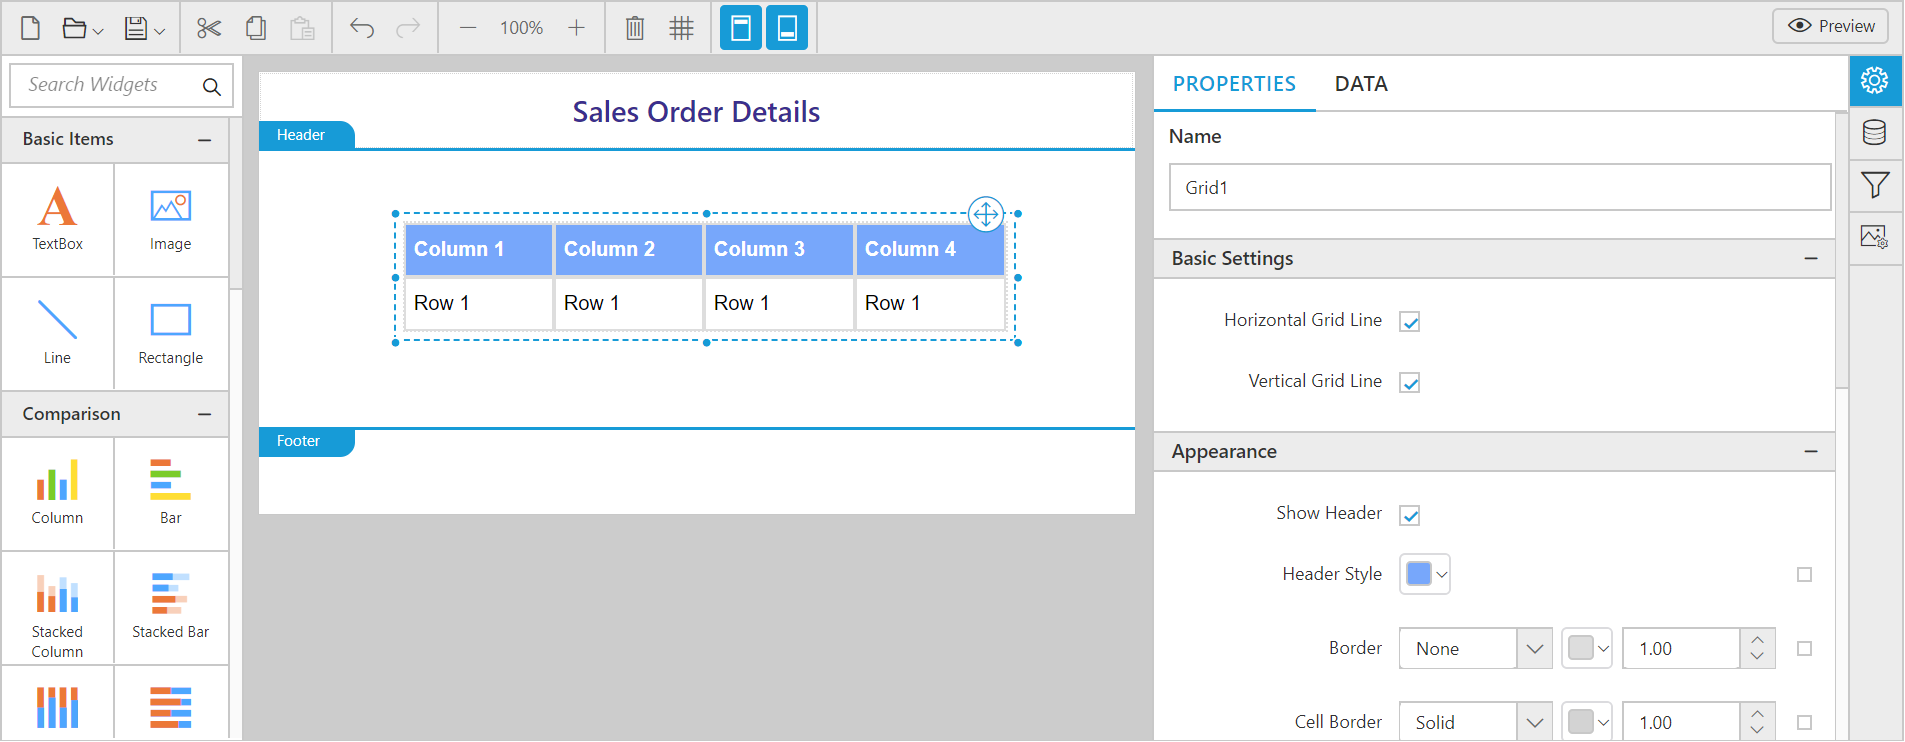 100%
Preview
Search Widgets
Basic Items
TextBox
Image
Line
Rectangle
Comparison
Column
Bar
Stacked
Column
Stacked Bar
Sales Order Details
Header
Column 1 Column 2 Column 3 Column 4
Row 1 Row 1 Row 1 Row 1
Footer
PROPERTIES DATA
Name
Grid1
Basic Settings
Horizontal Grid Line
Vertical Grid Line
Appearance
Show Header
Header Style
Border None 1.00
Cell Border Solid 1.00